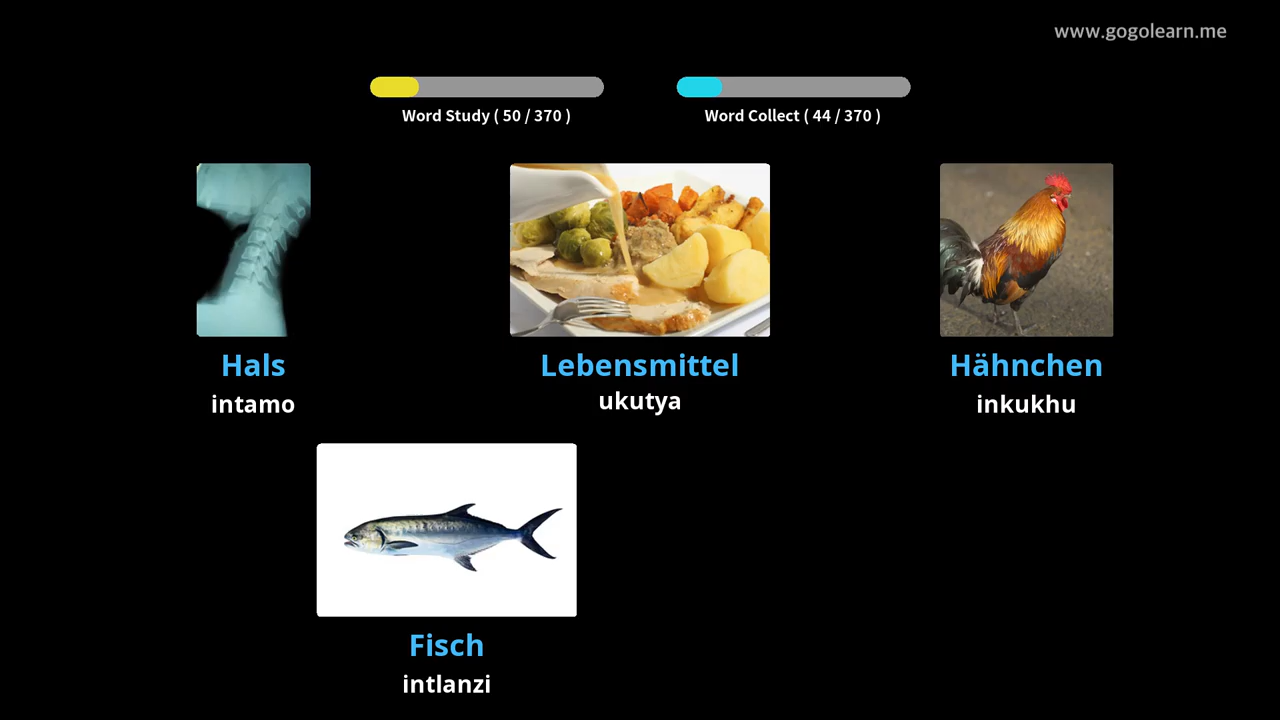 www.gogolearn.me
Word Study ( 50 / 370 )
Word Collect ( 44 / 370 )
Hals
intamo
Lebensmittel
ukutya
Hähnchen
inkukhu
Fisch
intlanzi